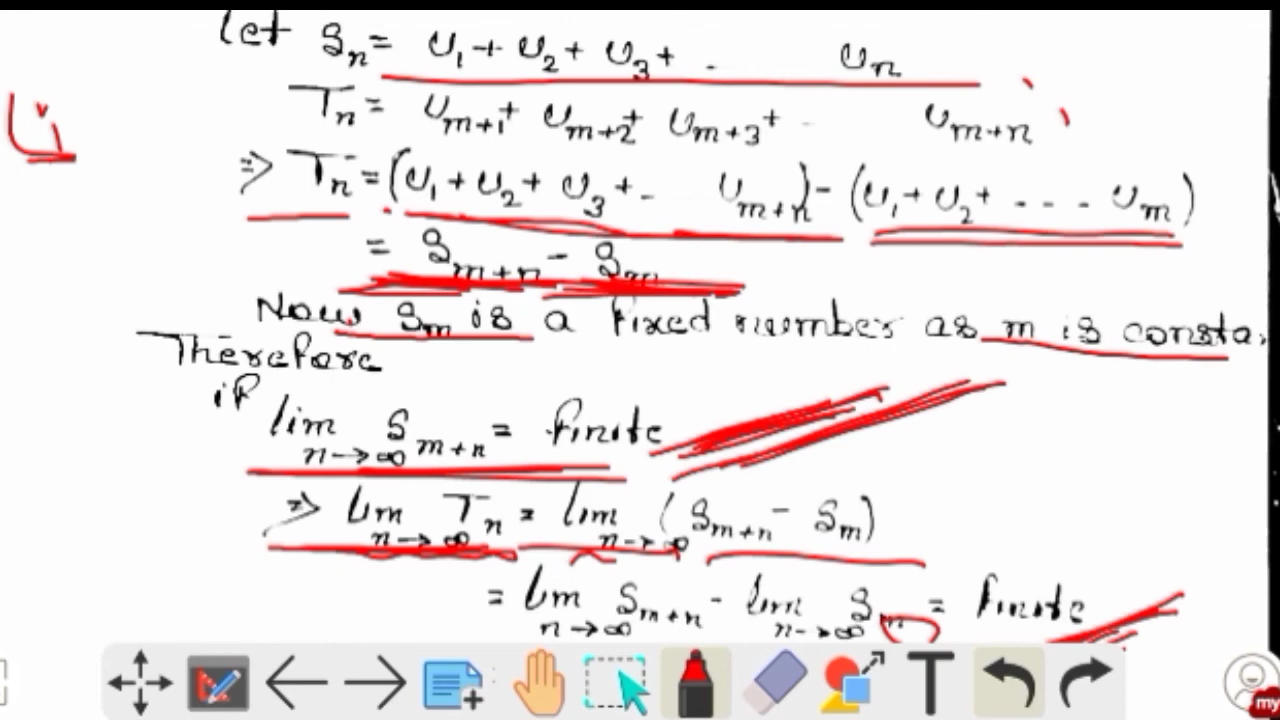 let Sn = U1 + U2 + U3 + . Un
Tn = Um+1 + Um+2 + Um+3 + .. Um+n
=> Tn = (U1 + U2 + U3 + .. Um+n) - (U1 + U2 + .... Um)
= Sm+n - Sm
Now Sm is a fixed number as m is consta
Therefore
if
lim n→∞ Sm+n = finite
=> Lim n→∞ Tn = lim n→∞ (Sm+n - Sm)
= Lim n→∞ Sm+n - Lim n→∞ Sm = finite
Li
T
my